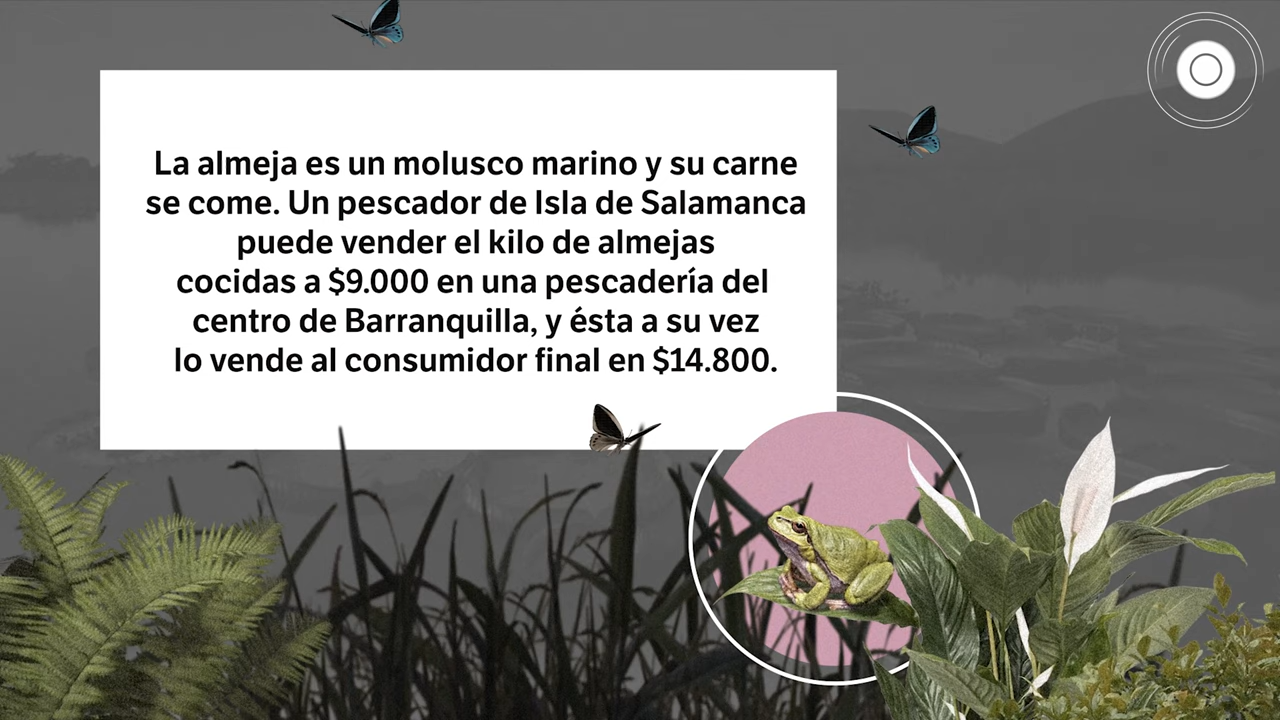 La almeja es un molusco marino y su carne
se come. Un pescador de Isla de Salamanca
puede vender el kilo de almejas
cocidas a $9.000 en una pescadería del
centro de Barranquilla, y ésta a su vez
lo vende al consumidor final en $14.800.